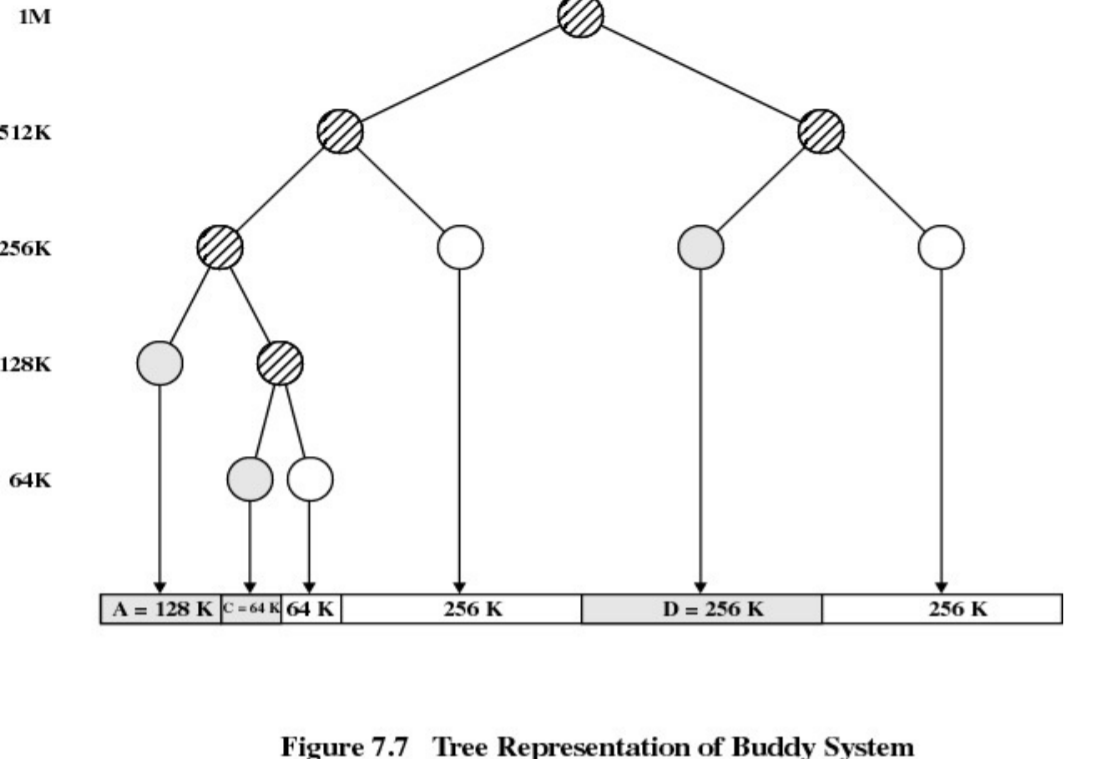 1M
512K
256K
128K
64K
A = 128 K C = 64 K 64 K 256 K D = 256 K 256 K
Figure 7.7 Tree Representation of Buddy System